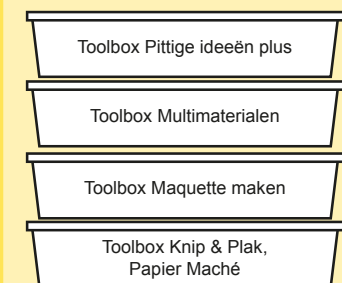 Toolbox Pittige ideeën plus
Toolbox Multimaterialen
Toolbox Maquette maken
Toolbox Knip & Plak,
Papier Maché